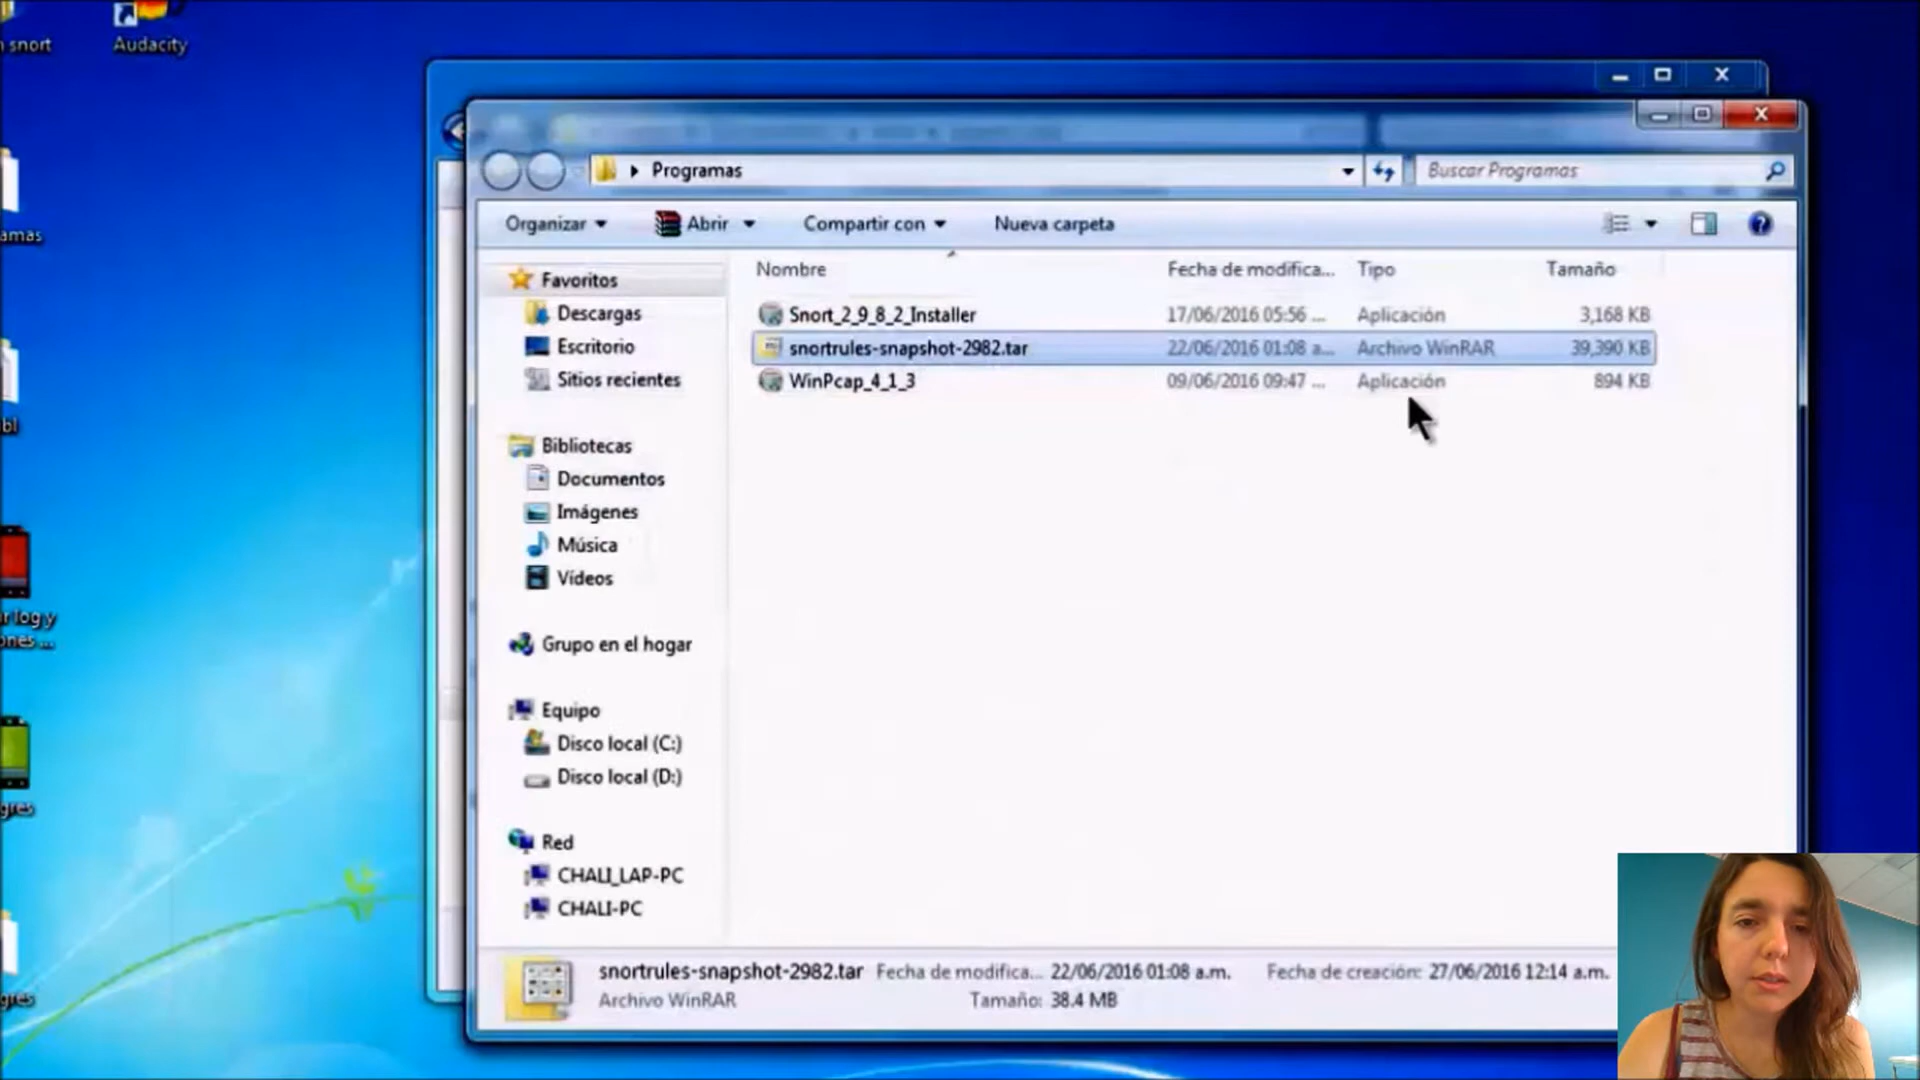 snort
Audacity
amas
bl
r log y
ones ...
gres
gres
Programas
Buscar Programas
Organizar
Abrir
Compartir con
Nueva carpeta
Nombre
Fecha de modifica...
Tipo
Tamaño
Snort_2_9_8_2_Installer
17/06/2016 05:56 ...
Aplicación
3,168 KB
snortrules-snapshot-2982.tar
22/06/2016 01:08 a...
Archivo WinRAR
39,390 KB
WinPcap_4_1_3
09/06/2016 09:47 ...
Aplicación
894 KB
Favoritos
Descargas
Escritorio
Sitios recientes
Bibliotecas
Documentos
Imágenes
Música
Vídeos
Grupo en el hogar
Equipo
Disco local (C:)
Disco local (D:)
Red
CHALI_LAP-PC
CHALI-PC
snortrules-snapshot-2982.tar
Fecha de modifica... 22/06/2016 01:08 a.m.
Fecha de creación: 27/06/2016 12:14 a.m.
Archivo WinRAR
Tamaño: 38.4 MB